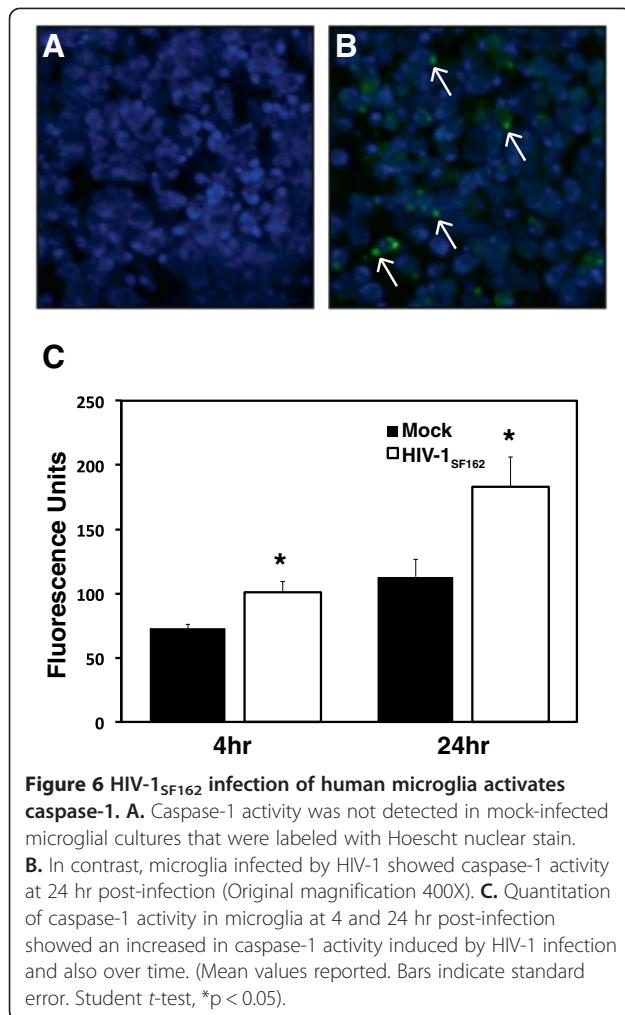 A
B
C
250
200
150
100
50
0
Fluorescence Units
Mock
HIV-1SF162
*
*
4hr
24hr
Figure 6 HIV-1SF162 infection of human microglia activates
caspase-1. A. Caspase-1 activity was not detected in mock-infected
microglial cultures that were labeled with Hoescht nuclear stain.
B. In contrast, microglia infected by HIV-1 showed caspase-1 activity
at 24 hr post-infection (Original magnification 400X). C. Quantitation
of caspase-1 activity in microglia at 4 and 24 hr post-infection
showed an increased in caspase-1 activity induced by HIV-1 infection
and also over time. (Mean values reported. Bars indicate standard
error. Student t-test, *p < 0.05).